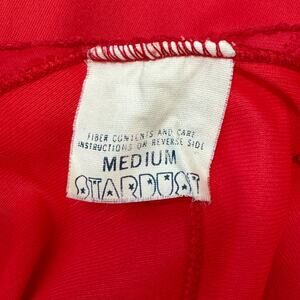 FIBER CONTENTS AND CARE
INSTRUCTIONS ON REVERSE SIDE
MEDIUM
STARDUST